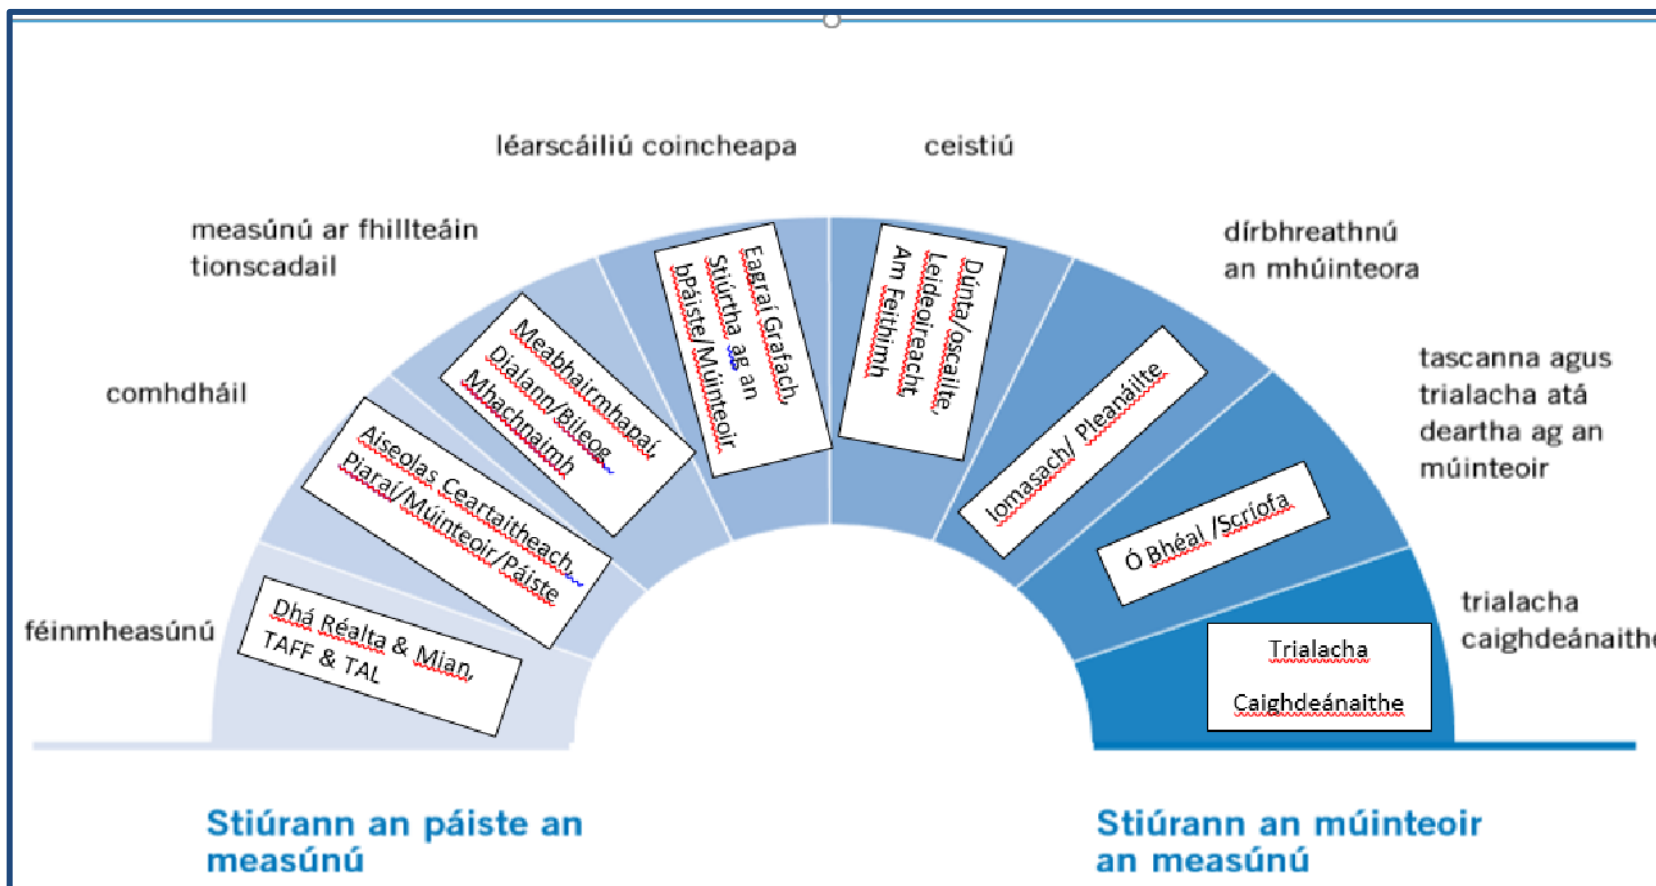 léarscáiliú coincheapa
ceistiú
measúnú ar fhillteáin
tionscadail
dírbhreathnú
an mhúinteora
comhdháil
tascanna agus
trialacha atá
deartha ag an
múinteoir
féinmheasúnú
trialacha
caighdeánaithe
Dhá Réalta & Mian,
TAFF & TAL
Aiseolas Ceartaitheach,
Piaraí/Múinteoir/Páiste
Meabhairmhapaí,
Dialann/Bileog
Mhachnaimh
Eagraí Grafach,
Stiúrtha ag an
bPáiste/Múinteoir
Dúnta/oscailte,
Leideoireacht
Am Feithimh
Iomasach/ Pleanáilte
Ó Bhéal /Scríofa
Trialacha
Caighdeánaithe
Stiúrann an páiste an
measúnú
Stiúrann an múinteoir
an measúnú